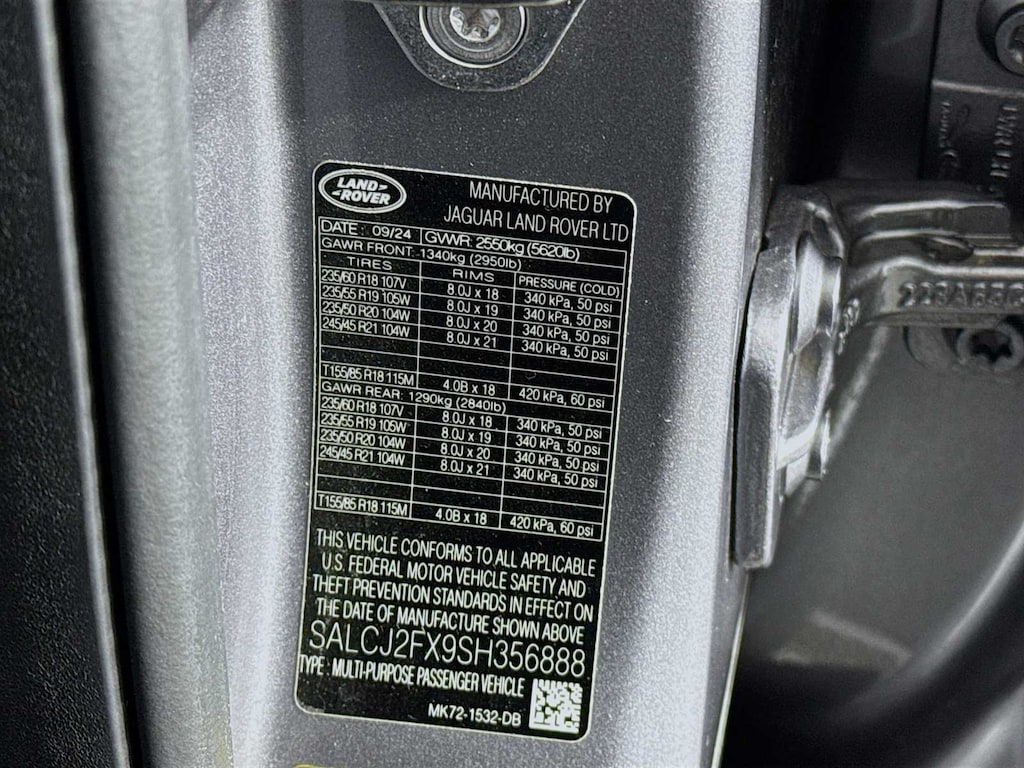 LAND-
-ROVER
MANUFACTURED BY
JAGUAR LAND ROVER LTD
DATE: 09/24 GWWR: 2550kg (5620lb)
GAWR FRONT: 1340kg (2950lb)
TIRES RIMS PRESSURE (COLD)
235/60 R18 107V 8.0J x 18 340 kPa, 50 psi
235/55 R19 105W 8.0J x 19 340 kPa, 50 psi
235/50 R20 104W 8.0J x 20 340 kPa, 50 psi
245/45 R21 104W 8.0J x 21 340 kPa, 50 psi
T155/85 R18 115M 4.0B x 18 420 kPa, 60 psi
GAWR REAR: 1290kg (2840lb)
235/60 R18 107V 8.0J x 18 340 kPa, 50 psi
235/55 R19 105W 8.0J x 19 340 kPa, 50 psi
235/50 R20 104W 8.0J x 20 340 kPa, 50 psi
245/45 R21 104W 8.0J x 21 340 kPa, 50 psi
T155/85 R18 115M 4.0B x 18 420 kPa, 60 psi
THIS VEHICLE CONFORMS TO ALL APPLICABLE
U.S. FEDERAL MOTOR VEHICLE SAFETY AND
THEFT PREVENTION STANDARDS IN EFFECT ON
THE DATE OF MANUFACTURE SHOWN ABOVE
SALCJ2FX9SH356888
TYPE : MULTI-PURPOSE PASSENGER VEHICLE
MK72-1532-DB